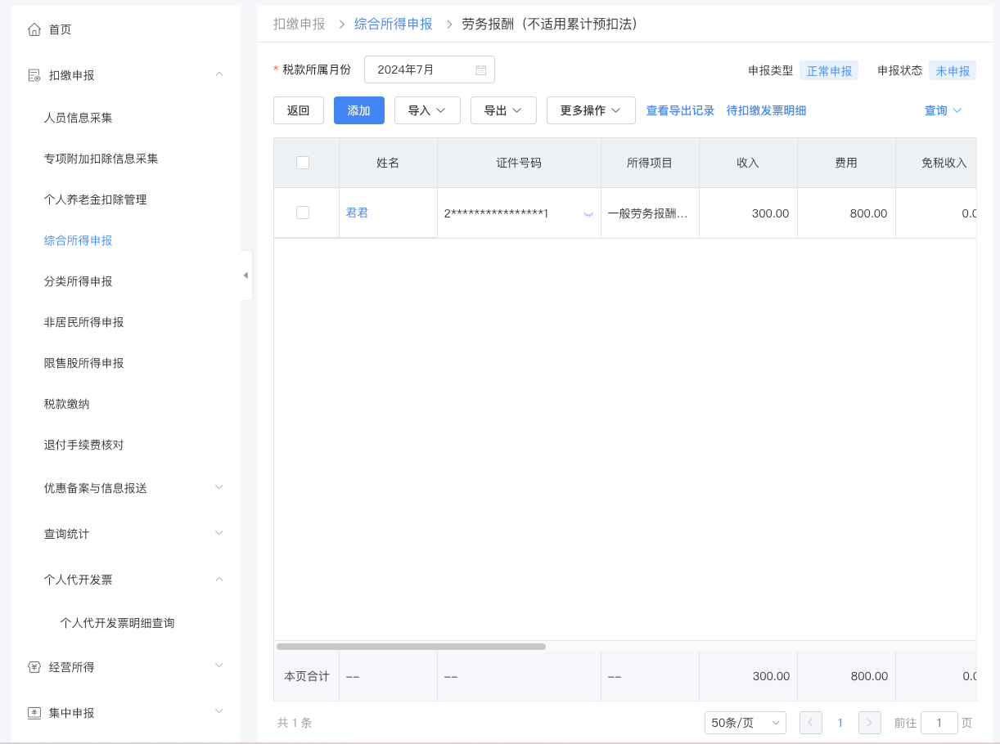 首页
扣缴申报
人员信息采集
专项附加扣除信息采集
个人养老金扣除管理
综合所得申报
分类所得申报
非居民所得申报
限售股所得申报
税款缴纳
退付手续费核对
优惠备案与信息报送
查询统计
个人代开发票
个人代开发票明细查询
经营所得
集中申报
扣缴申报 > 综合所得申报 > 劳务报酬（不适用累计预扣法）
* 税款所属月份 2024年7月 申报类型 正常申报 申报状态 未申报
返回 添加 导入 导出 更多操作 查看导出记录 待扣缴发票明细 查询
姓名 证件号码 所得项目 收入 费用 免税收入
君君 2****************1 一般劳务报酬... 300.00 800.00 0.0
本页合计 -- -- -- 300.00 800.00 0.0
共 1 条 50条/页 1 前往 1 页